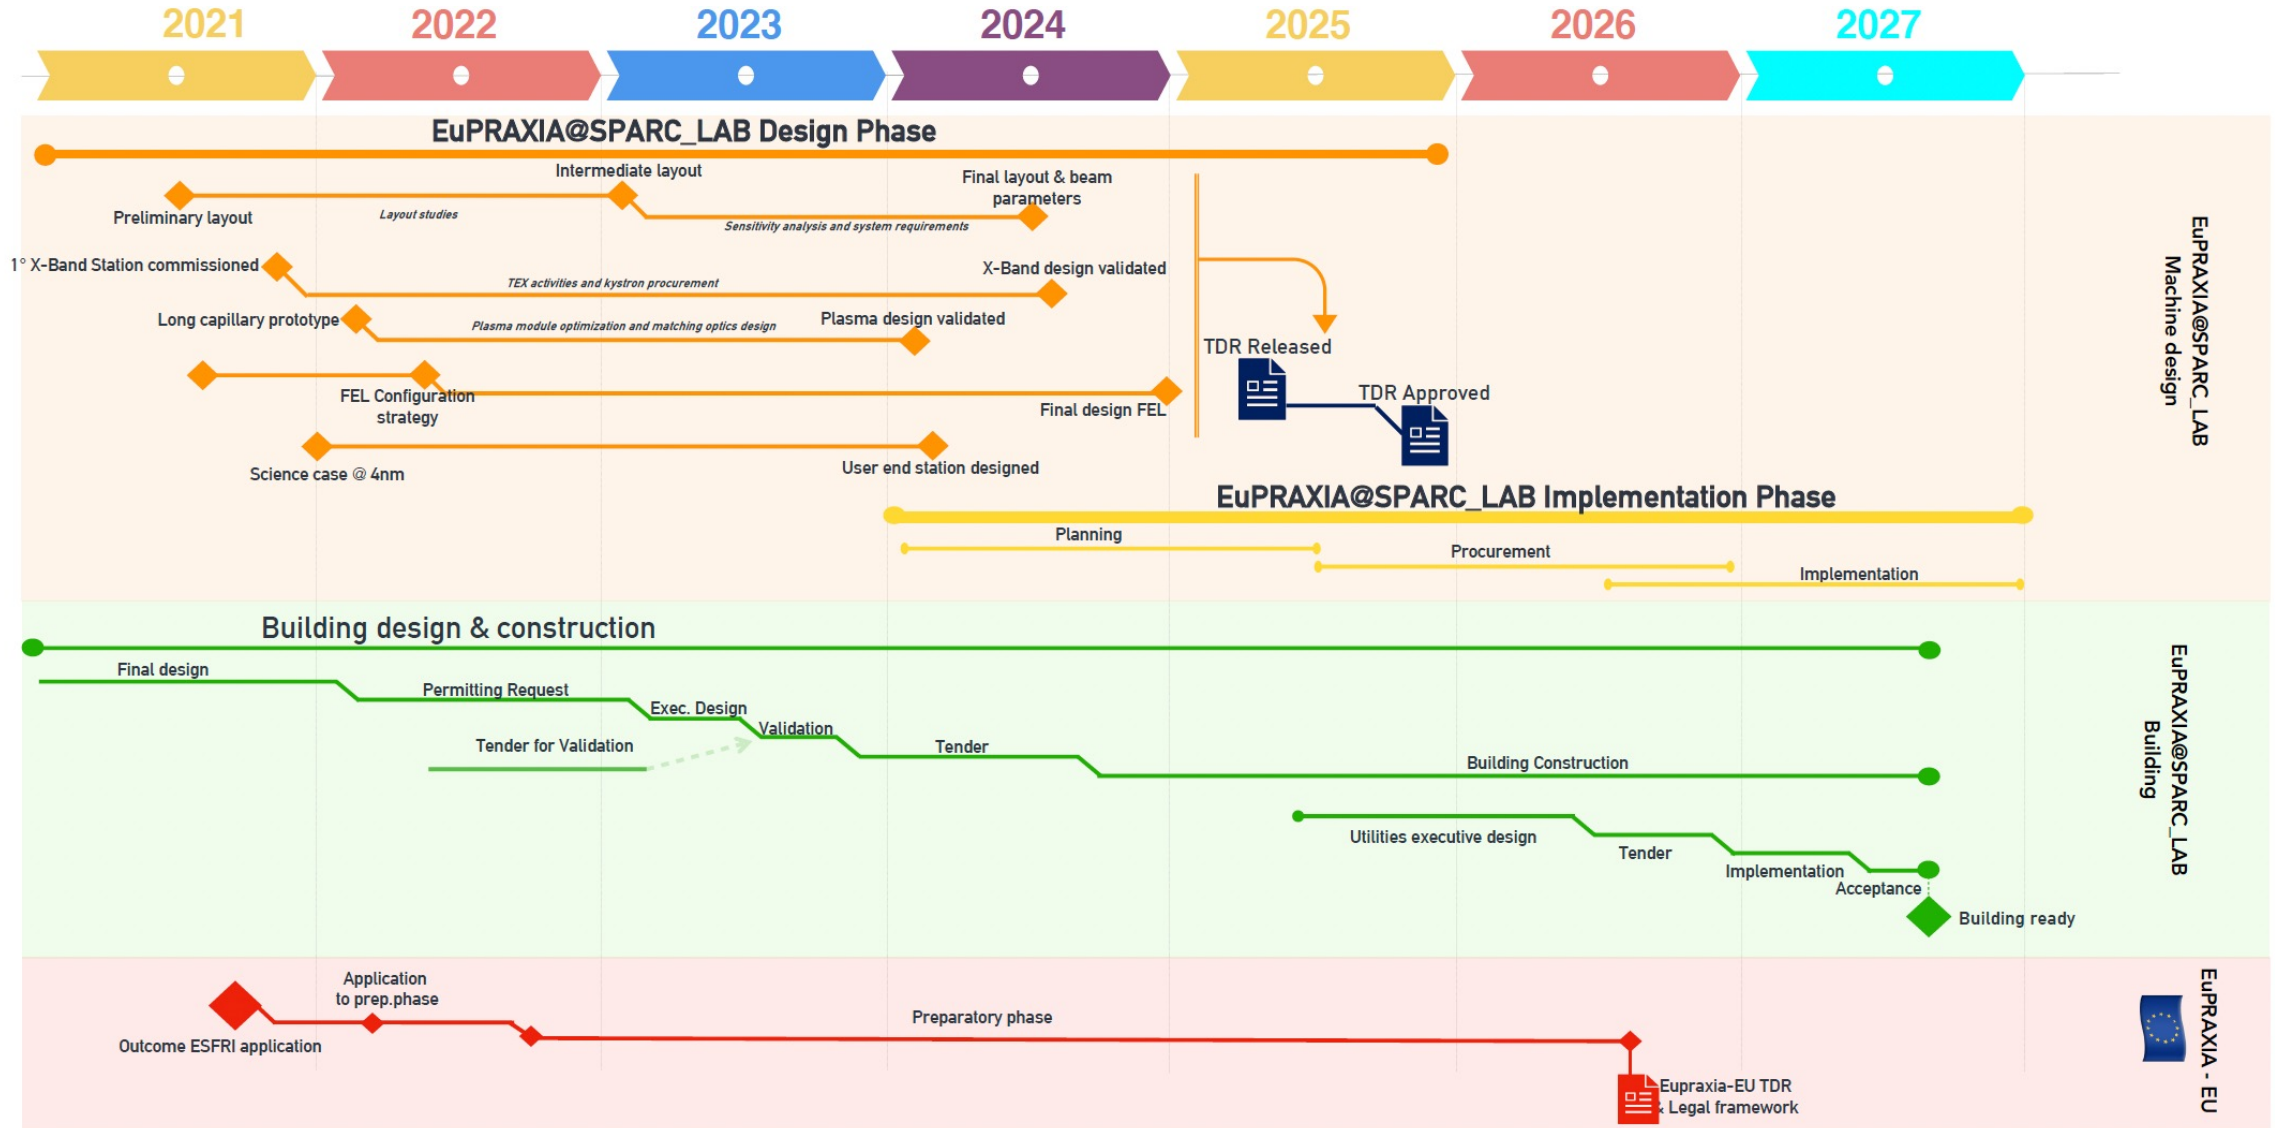 2021 2022 2023 2024 2025 2026 2027
EuPRAXIA@SPARC_LAB Design Phase
Intermediate layout
Final layout & beam
parameters
Preliminary layout
Layout studies
Sensitivity analysis and system requirements
1° X-Band Station commissioned
TEX activities and kystron procurement
X-Band design validated
Long capillary prototype
Plasma module optimization and matching optics design
Plasma design validated
TDR Released
FEL Configuration
strategy
Final design FEL
TDR Approved
Science case @ 4nm
User end station designed
EuPRAXIA@SPARC_LAB
Machine design
EuPRAXIA@SPARC_LAB Implementation Phase
Planning
Procurement
Implementation
Building design & construction
Final design
Permitting Request
Exec. Design
Validation
Tender for Validation
Tender
Building Construction
Utilities executive design
Tender
Implementation
Acceptance
Building ready
EuPRAXIA@SPARC_LAB
Building
Application
to prep.phase
Outcome ESFRI application
Preparatory phase
Eupraxia-EU TDR
& Legal framework
EuPRAXIA - EU